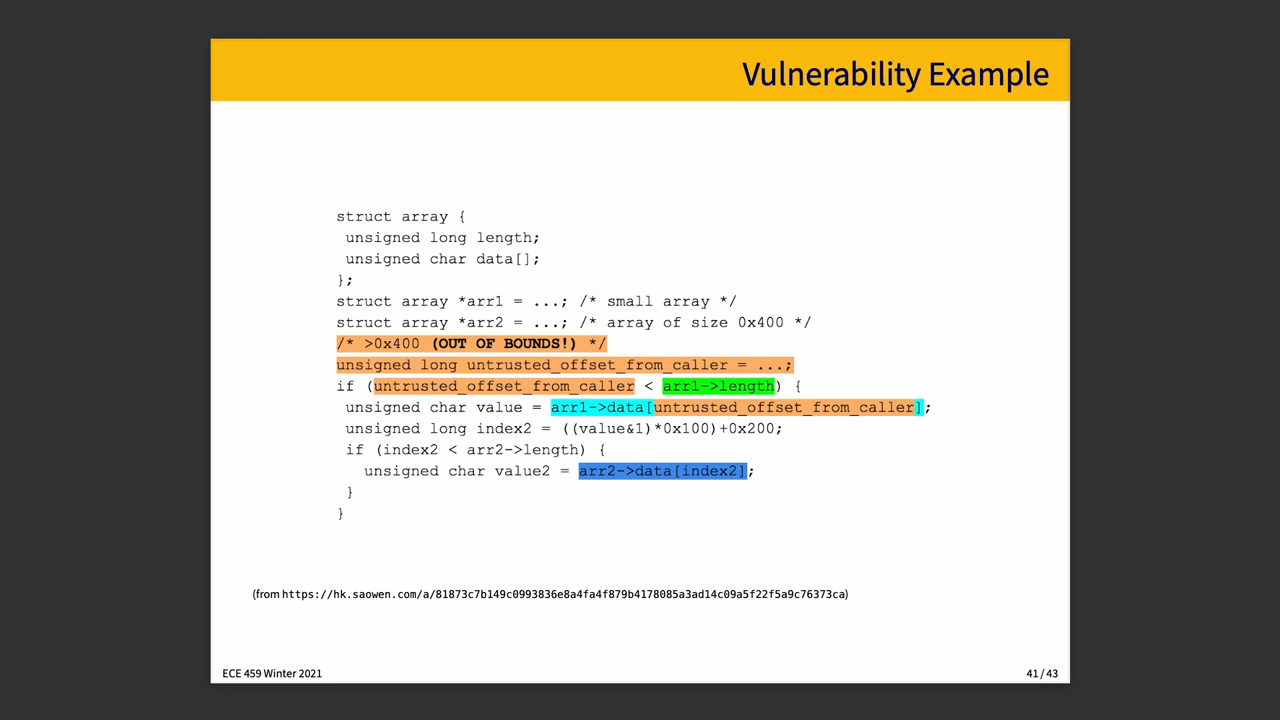 Vulnerability Example
struct array {
unsigned long length;
unsigned char data[];
};
struct array *arr1 = ...; /* small array */
struct array *arr2 = ...; /* array of size 0x400 */
/* >0x400 (OUT OF BOUNDS!) */
unsigned long untrusted_offset_from_caller = ...;
if (untrusted_offset_from_caller < arr1->length) {
unsigned char value = arr1->data[untrusted_offset_from_caller];
unsigned long index2 = ((value&1)*0x100)+0x200;
if (index2 < arr2->length) {
unsigned char value2 = arr2->data[index2];
}
}
(from https://hk.saowen.com/a/81873c7b149c0993836e8a4fa4f879b4178085a3ad14c09a5f22f5a9c76373ca)
ECE 459 Winter 2021
41 / 43